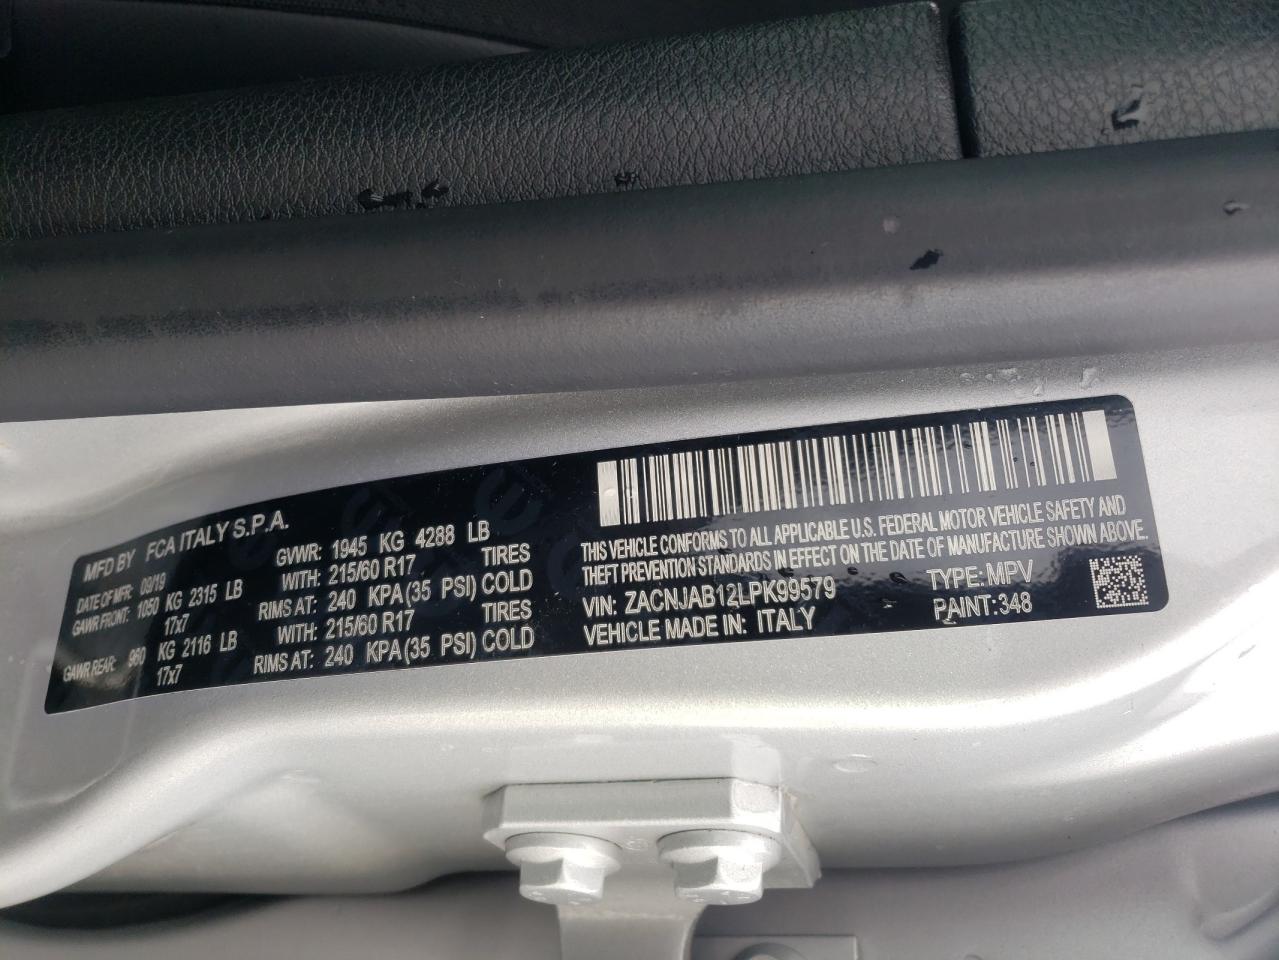 MFD BY FCA ITALY S.P.A.
DATE OF MFR: 09/19 GVWR: 1945 KG 4288 LB
GAWR FRONT: 1050 KG 2315 LB WITH: 215/60 R17 TIRES
17x7 RIMS AT: 240 KPA (35 PSI) COLD
GAWR REAR: 960 KG 2116 LB WITH: 215/60 R17 TIRES
17x7 RIMS AT: 240 KPA (35 PSI) COLD
THIS VEHICLE CONFORMS TO ALL APPLICABLE U.S. FEDERAL MOTOR VEHICLE SAFETY AND
THEFT PREVENTION STANDARDS IN EFFECT ON THE DATE OF MANUFACTURE SHOWN ABOVE.
VIN: ZACNJAB12LPK99579 TYPE: MPV
VEHICLE MADE IN: ITALY PAINT: 348